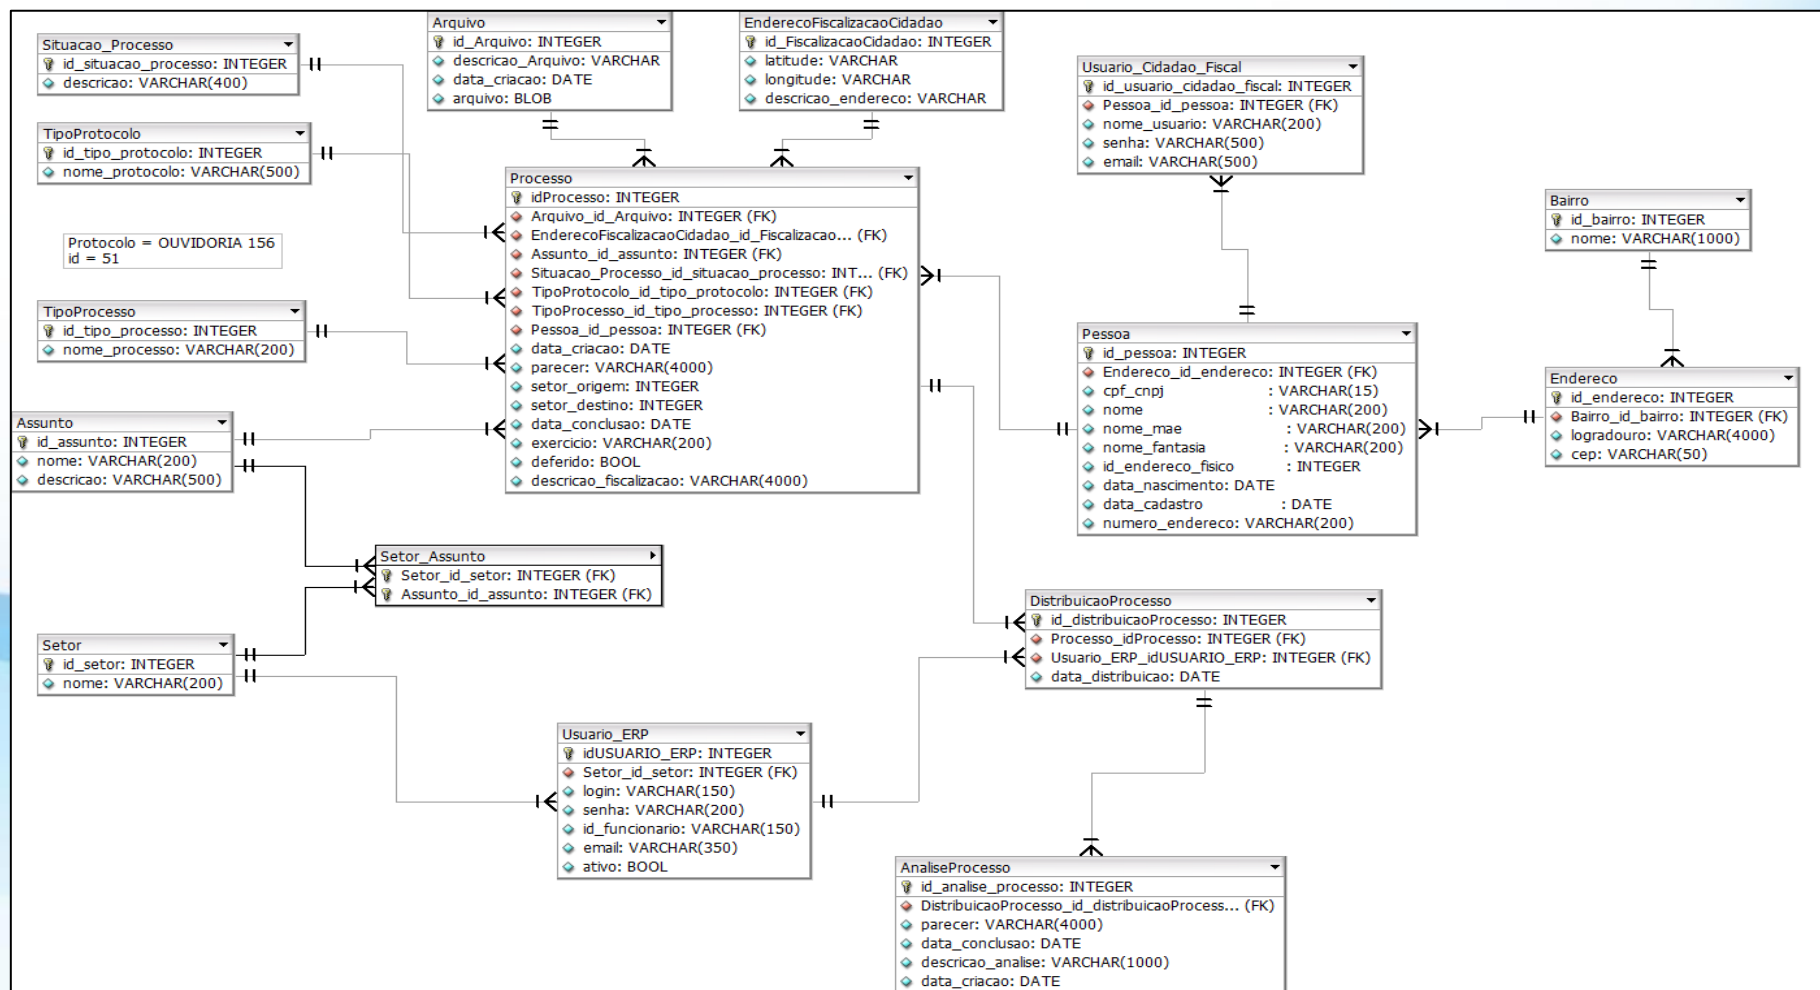 Situacao_Processo
id_situacao_processo: INTEGER
descricao: VARCHAR(400)
Arquivo
id_Arquivo: INTEGER
descricao_Arquivo: VARCHAR
data_criacao: DATE
arquivo: BLOB
EnderecoFiscalizacaoCidadao
id_FiscalizacaoCidadao: INTEGER
latitude: VARCHAR
longitude: VARCHAR
descricao_endereco: VARCHAR
Usuario_Cidadao_Fiscal
id_usuario_cidadao_fiscal: INTEGER
Pessoa_id_pessoa: INTEGER (FK)
nome_usuario: VARCHAR(200)
senha: VARCHAR(500)
email: VARCHAR(500)
TipoProtocolo
id_tipo_protocolo: INTEGER
nome_protocolo: VARCHAR(500)
Protocolo = OUVIDORIA 156
id = 51
TipoProcesso
id_tipo_processo: INTEGER
nome_processo: VARCHAR(200)
Processo
idProcesso: INTEGER
Arquivo_id_Arquivo: INTEGER (FK)
EnderecoFiscalizacaoCidadao_id_Fiscalizacao... (FK)
Assunto_id_assunto: INTEGER (FK)
Situacao_Processo_id_situacao_processo: INT... (FK)
TipoProtocolo_id_tipo_protocolo: INTEGER (FK)
TipoProcesso_id_tipo_processo: INTEGER (FK)
Pessoa_id_pessoa: INTEGER (FK)
data_criacao: DATE
parecer: VARCHAR(4000)
setor_origem: INTEGER
setor_destino: INTEGER
data_conclusao: DATE
exercicio: VARCHAR(200)
deferido: BOOL
descricao_fiscalizacao: VARCHAR(4000)
Bairro
id_bairro: INTEGER
nome: VARCHAR(1000)
Pessoa
id_pessoa: INTEGER
Endereco_id_endereco: INTEGER (FK)
cpf_cnpj : VARCHAR(15)
nome : VARCHAR(200)
nome_mae : VARCHAR(200)
nome_fantasia : VARCHAR(200)
id_endereco_fisico : INTEGER
data_nascimento: DATE
data_cadastro : DATE
numero_endereco: VARCHAR(200)
Endereco
id_endereco: INTEGER
Bairro_id_bairro: INTEGER (FK)
logradouro: VARCHAR(4000)
cep: VARCHAR(50)
Assunto
id_assunto: INTEGER
nome: VARCHAR(200)
descricao: VARCHAR(500)
Setor_Assunto
Setor_id_setor: INTEGER (FK)
Assunto_id_assunto: INTEGER (FK)
Setor
id_setor: INTEGER
nome: VARCHAR(200)
DistribuicaoProcesso
id_distribuicaoProcesso: INTEGER
Processo_idProcesso: INTEGER (FK)
Usuario_ERP_idUSUARIO_ERP: INTEGER (FK)
data_distribuicao: DATE
Usuario_ERP
idUSUARIO_ERP: INTEGER
Setor_id_setor: INTEGER (FK)
login: VARCHAR(150)
senha: VARCHAR(200)
id_funcionario: VARCHAR(150)
email: VARCHAR(350)
ativo: BOOL
AnaliseProcesso
id_analise_processo: INTEGER
DistribuicaoProcesso_id_distribuicaoProcess... (FK)
parecer: VARCHAR(4000)
data_conclusao: DATE
descricao_analise: VARCHAR(1000)
data_criacao: DATE